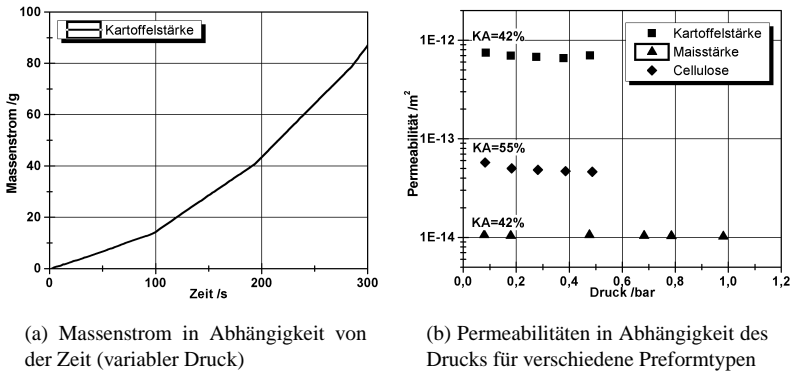 Kartoffelstärke
100
80
60
40
20
0
0
100
200
300
Massenstrom /g
Zeit /s
KA=42%
KA=55%
KA=42%
Kartoffelstärke
Maisstärke
Cellulose
1E-12
1E-13
1E-14
Permeabilität /m²
0,0
0,2
0,4
0,6
0,8
1,0
1,2
Druck /bar
(a) Massenstrom in Abhängigkeit von
der Zeit (variabler Druck)
(b) Permeabilitäten in Abhängigkeit des
Drucks für verschiedene Preformtypen